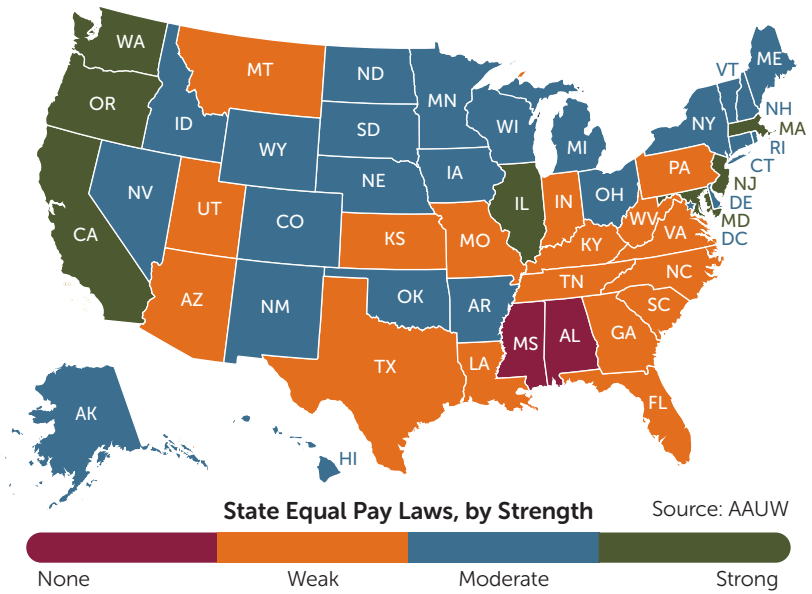 WA
MT
ND
MN
VT
ME
OR
ID
SD
WI
MI
NY
NH
MA
WY
IA
PA
RI
CT
NE
NV
UT
CO
IL
IN
OH
NJ
DE
MD
DC
WV
VA
CA
KS
MO
KY
AZ
NM
OK
AR
TN
NC
SC
MS
AL
GA
TX
LA
FL
AK
HI
State Equal Pay Laws, by Strength
Source: AAUW
None
Weak
Moderate
Strong